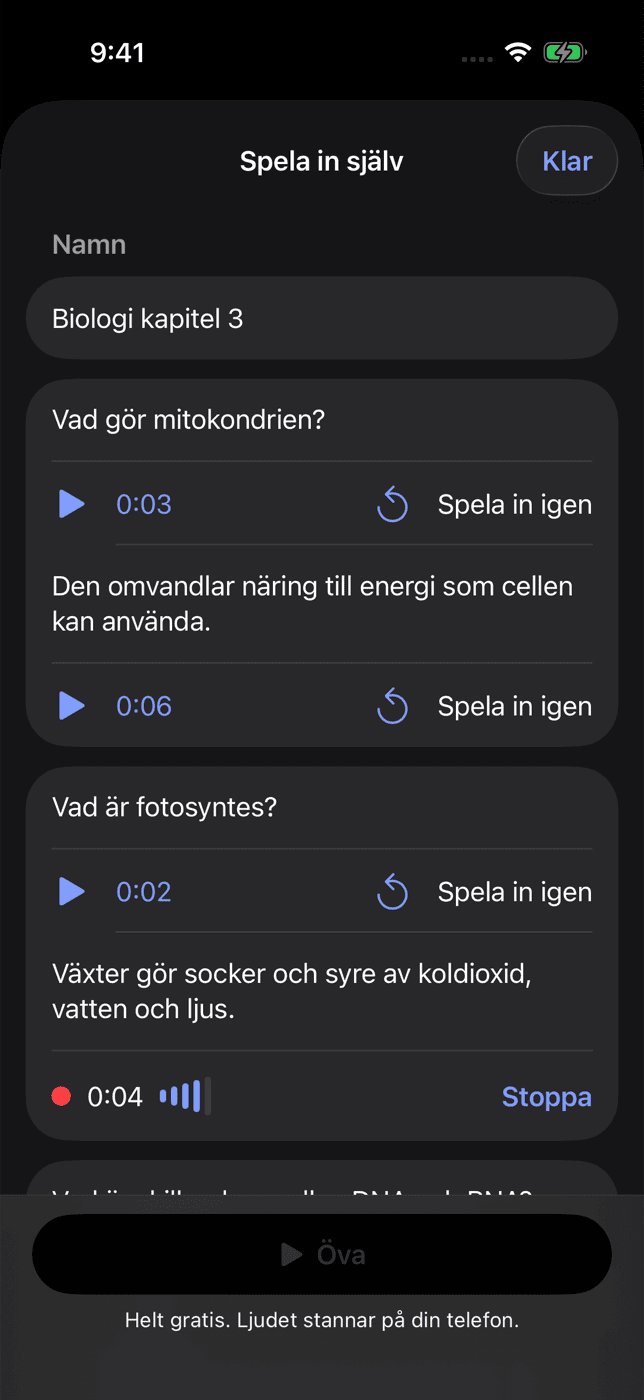 9:41
Spela in själv
Klar
Namn
Biologi kapitel 3
Vad gör mitokondrien?
0:03
Spela in igen
Den omvandlar näring till energi som cellen
kan använda.
0:06
Spela in igen
Vad är fotosyntes?
0:02
Spela in igen
Växter gör socker och syre av koldioxid,
vatten och ljus.
0:04
Stoppa
Öva
Helt gratis. Ljudet stannar på din telefon.